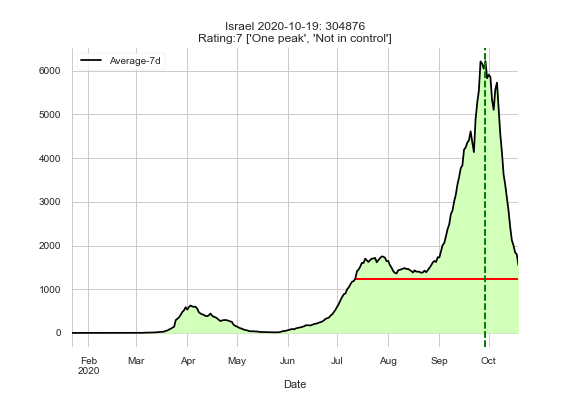 Israel 2020-10-19: 304876
Rating:7 ['One peak', 'Not in control']
Average-7d
6000
5000
4000
3000
2000
1000
0
Feb Mar Apr May Jun Jul Aug Sep Oct
2020
Date